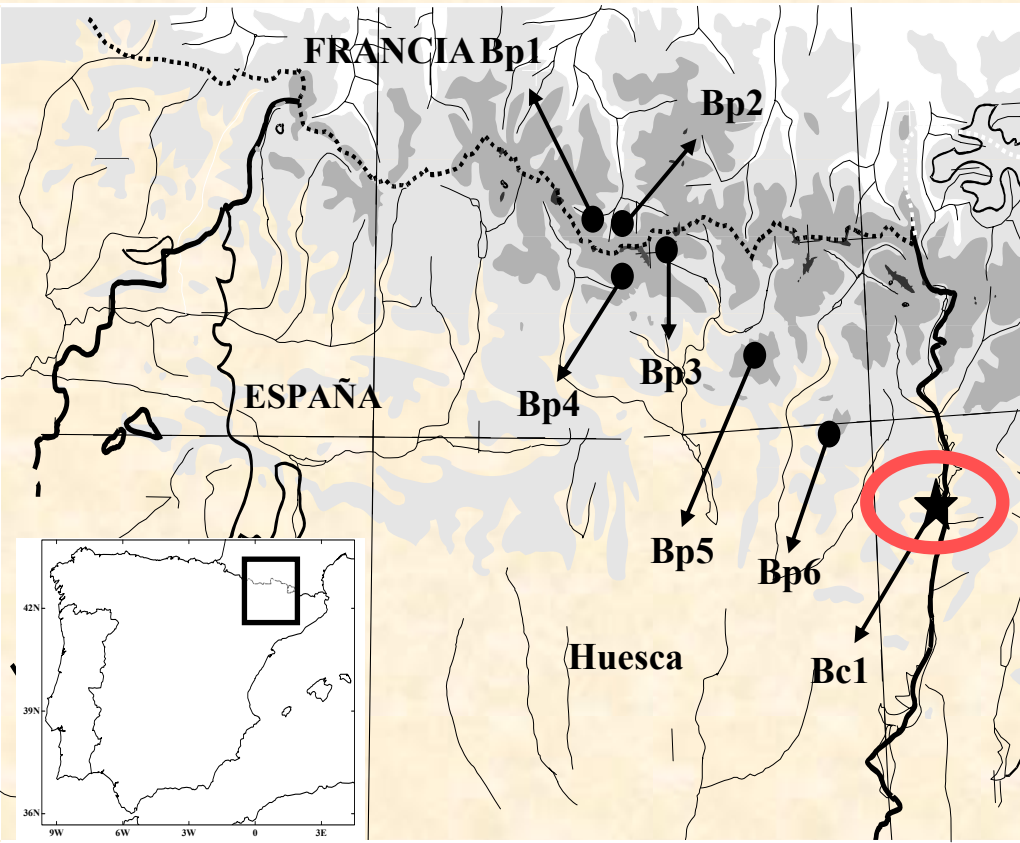 FRANCIA Bp1
Bp2
Bp3
ESPAÑA
Bp4
Bp5
Bp6
Huesca
Bc1
42N
39N
36N
9W 6W 3W 0 3E